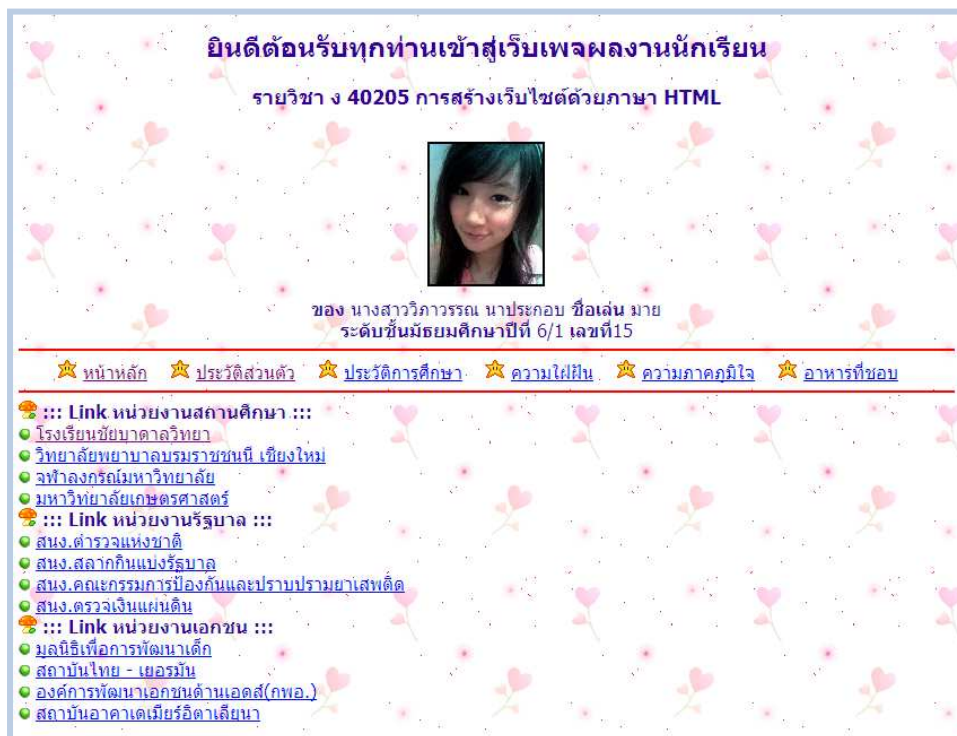 ยินดีต้อนรับทุกท่านเข้าสู่เว็บเพจผลงานนักเรียน
รายวิชา ง 40205 การสร้างเว็บไซต์ด้วยภาษา HTML
ของ นางสาววิภาวรรณ นาประกอบ ชื่อเล่น มาย
ระดับชั้นมัธยมศึกษาปีที่ 6/1 เลขที่15
หน้าหลัก ประวัติส่วนตัว ประวัติการศึกษา ความใฝ่ฝัน ความภาคภูมิใจ อาหารที่ชอบ
::: Link หน่วยงานสถานศึกษา :::
โรงเรียนชัยบาดาลวิทยา
วิทยาลัยพยาบาลบรมราชชนนี เชียงใหม่
จุฬาลงกรณ์มหาวิทยาลัย
มหาวิทยาลัยเกษตรศาสตร์
::: Link หน่วยงานรัฐบาล :::
สนง.ตำรวจแห่งชาติ
สนง.สลากกินแบ่งรัฐบาล
สนง.คณะกรรมการป้องกันและปราบปรามยาเสพติด
สนง.ตรวจเงินแผ่นดิน
::: Link หน่วยงานเอกชน :::
มูลนิธิเพื่อการพัฒนาเด็ก
สถาบันไทย - เยอรมัน
องค์การพัฒนาเอกชนด้านเอดส์(กพอ.)
สถาบันอาคาเดเมียร์อิตาเลียนา